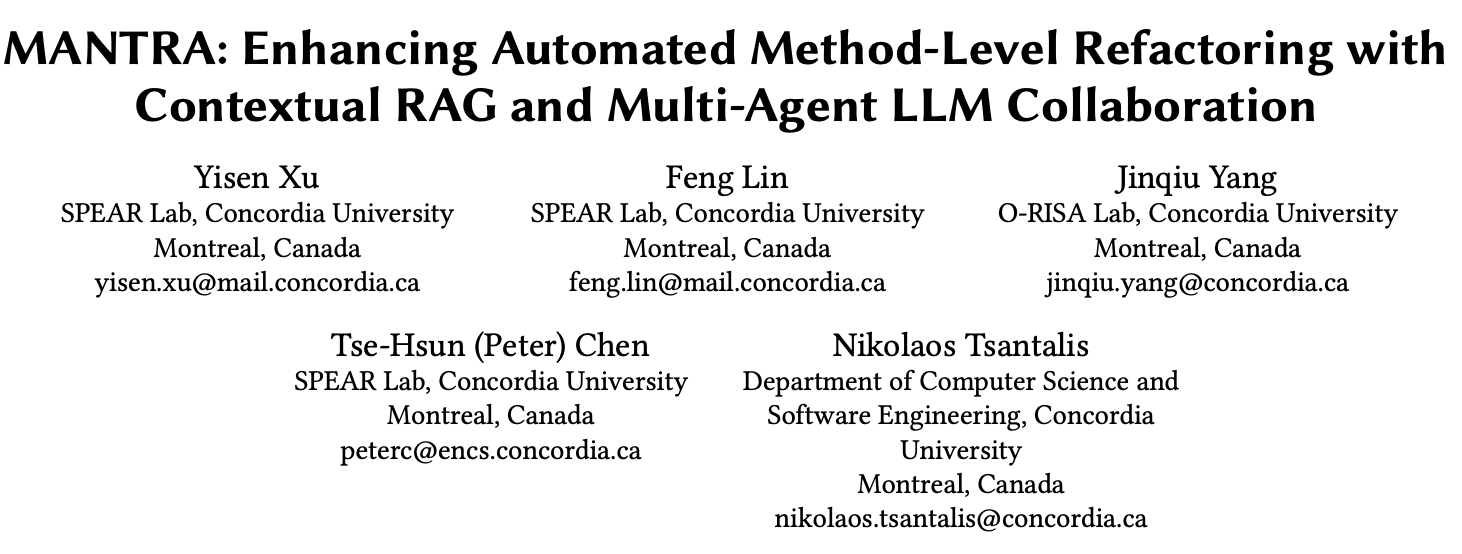 MANTRA: Enhancing Automated Method-Level Refactoring with
Contextual RAG and Multi-Agent LLM Collaboration
Yisen Xu
SPEAR Lab, Concordia University
Montreal, Canada
yisen.xu@mail.concordia.ca
Feng Lin
SPEAR Lab, Concordia University
Montreal, Canada
feng.lin@mail.concordia.ca
Jinqiu Yang
O-RISA Lab, Concordia University
Montreal, Canada
jinqiu.yang@concordia.ca
Tse-Hsun (Peter) Chen
SPEAR Lab, Concordia University
Montreal, Canada
peterc@encs.concordia.ca
Nikolaos Tsantalis
Department of Computer Science and
Software Engineering, Concordia
University
Montreal, Canada
nikolaos.tsantalis@concordia.ca